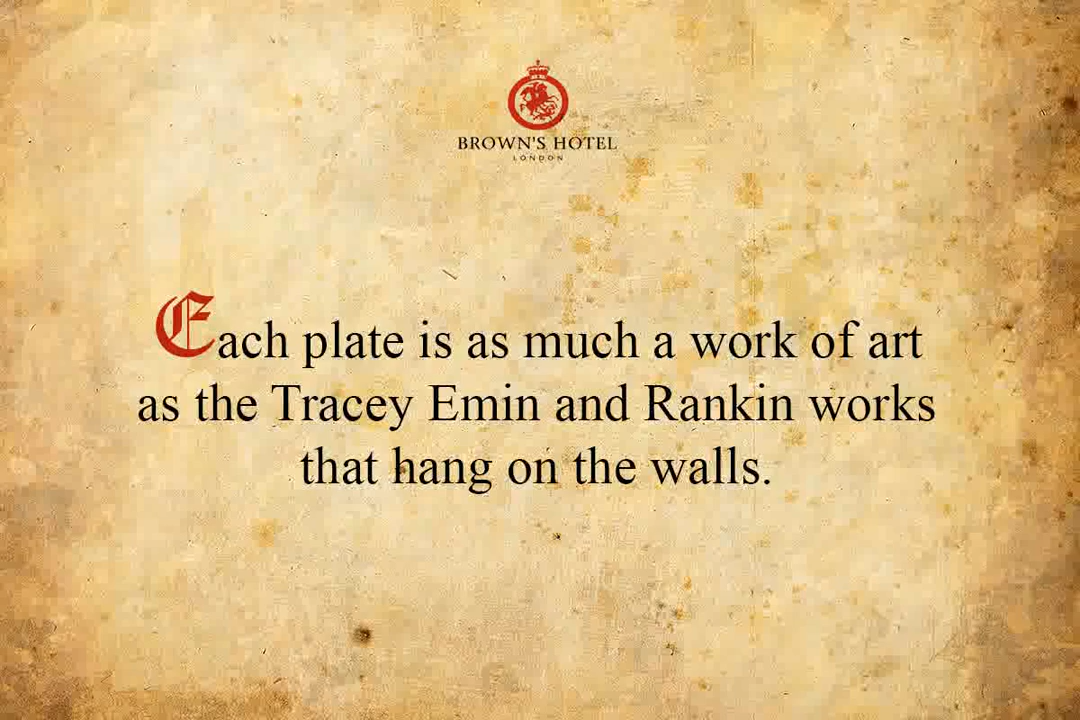 BROWN'S HOTEL
LONDON
Each plate is as much a work of art
as the Tracey Emin and Rankin works
that hang on the walls.